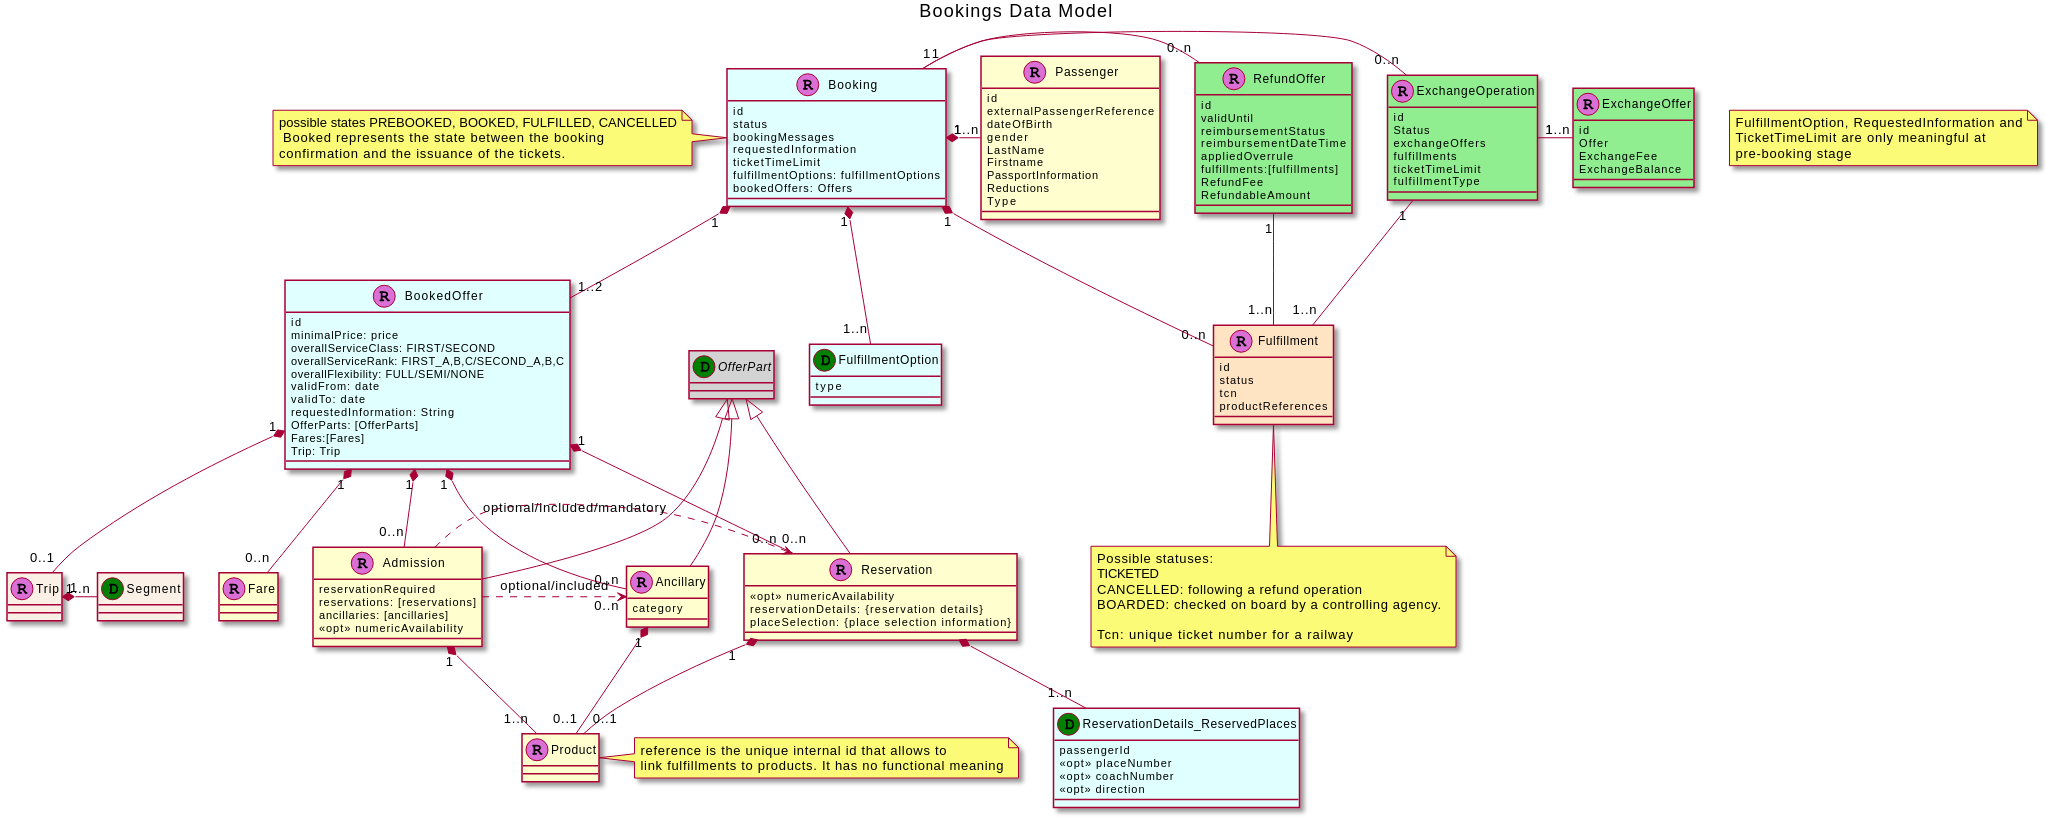 Bookings Data Model
possible states PREBOOKED, BOOKED, FULFILLED, CANCELLED
Booked represents the state between the booking
confirmation and the issuance of the tickets.
R Booking
id
status
bookingMessages
requestedInformation
ticketTimeLimit
fulfillmentOptions: fulfillmentOptions
bookedOffers: Offers
R Passenger
id
externalPassengerReference
dateOfBirth
gender
LastName
Firstname
PassportInformation
Reductions
Type
R RefundOffer
id
validUntil
reimbursementStatus
reimbursementDateTime
appliedOverrule
fulfillments:[fulfillments]
RefundFee
RefundableAmount
R ExchangeOperation
id
Status
exchangeOffers
fulfillments
ticketTimeLimit
fulfillmentType
R ExchangeOffer
id
Offer
ExchangeFee
ExchangeBalance
FulfillmentOption, RequestedInformation and
TicketTimeLimit are only meaningful at
pre-booking stage
1 1
0..n
0..n
1 1..n
1 1..n
1
1
1
1
1
1..2
1..n
0..n
1..n
1..n
R BookedOffer
id
minimalPrice: price
overallServiceClass: FIRST/SECOND
overallServiceRank: FIRST_A,B,C/SECOND_A,B,C
overallFlexibility: FULL/SEMI/NONE
validFrom: date
validTo: date
requestedInformation: String
OfferParts: [OfferParts]
Fares:[Fares]
Trip: Trip
D OfferPart
D FulfillmentOption
type
R Fulfillment
id
status
tcn
productReferences
1
1
1
1
1
optional/included/mandatory
0..1
0..n
0..n
0..n
0..n
0..n
optional/included
0..n
R Trip
1 1..n
D Segment
R Fare
R Admission
reservationRequired
reservations: [reservations]
ancillaries: [ancillaries]
«opt» numericAvailability
R Ancillary
category
R Reservation
«opt» numericAvailability
reservationDetails: {reservation details}
placeSelection: {place selection information}
Possible statuses:
TICKETED
CANCELLED: following a refund operation
BOARDED: checked on board by a controlling agency.
Tcn: unique ticket number for a railway
1
1
1
1..n
0..1
0..1
1..n
R Product
reference is the unique internal id that allows to
link fulfillments to products. It has no functional meaning
D ReservationDetails_ReservedPlaces
passengerId
«opt» placeNumber
«opt» coachNumber
«opt» direction